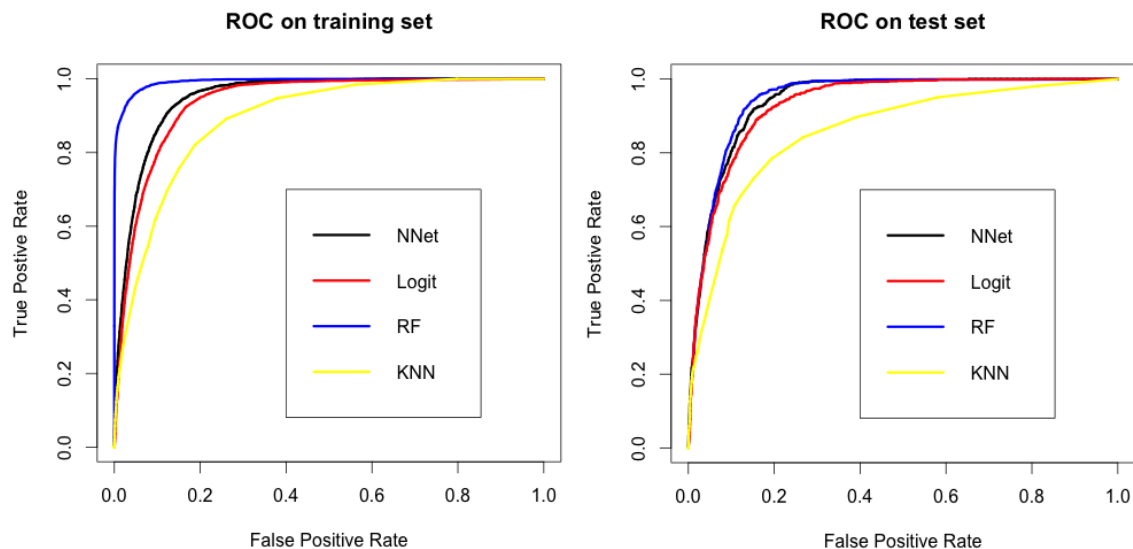 ROC on training set
True Postive Rate
0.0
0.2
0.4
0.6
0.8
1.0
NNet
Logit
RF
KNN
0.0 0.2 0.4 0.6 0.8 1.0
False Positive Rate
ROC on test set
True Postive Rate
0.0
0.2
0.4
0.6
0.8
1.0
NNet
Logit
RF
KNN
0.0 0.2 0.4 0.6 0.8 1.0
False Positive Rate